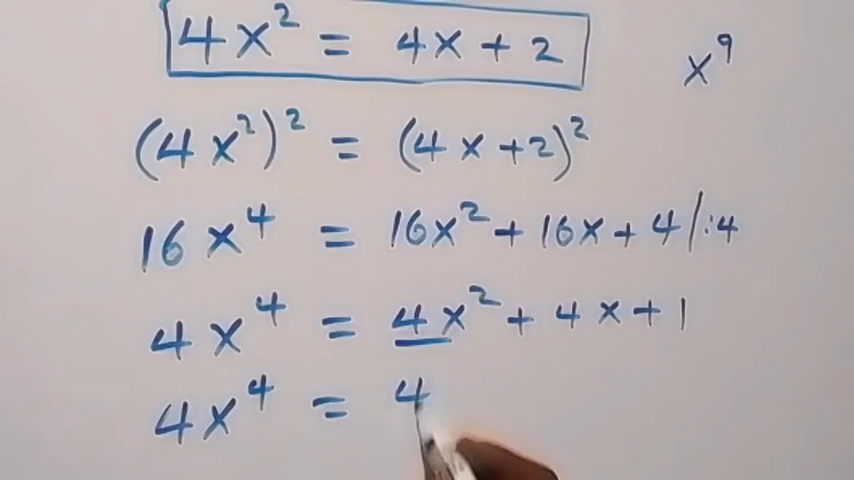 4x² = 4x + 2
x⁹
(4x²)² = (4x + 2)²
16x⁴ = 16x² + 16x + 4 /:4
4x⁴ = 4x² + 4x + 1
4x⁴ = 4